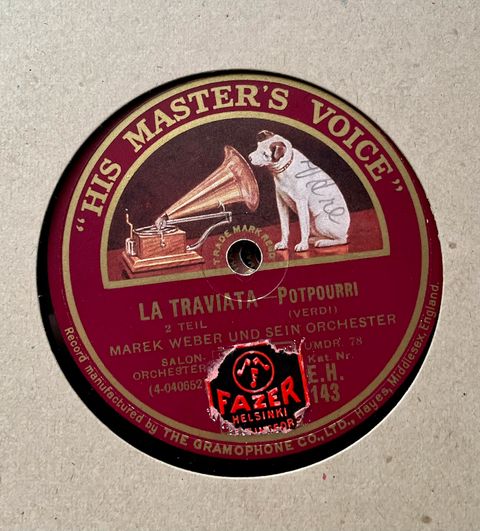 "HIS MASTER'S VOICE"
TRADE MARK REGD
LA TRAVIATA—POTPOURRI
2 TEIL (VERDI)
MAREK WEBER UND SEIN ORCHESTER
SALON- UMDR. 78
ORCHESTER Kat. Nr.
(4-040652 E.H.
143
FAZER
HELSINKI
Record manufactured by THE GRAMOPHONE CO., LTD., Hayes, Middlesex, England.